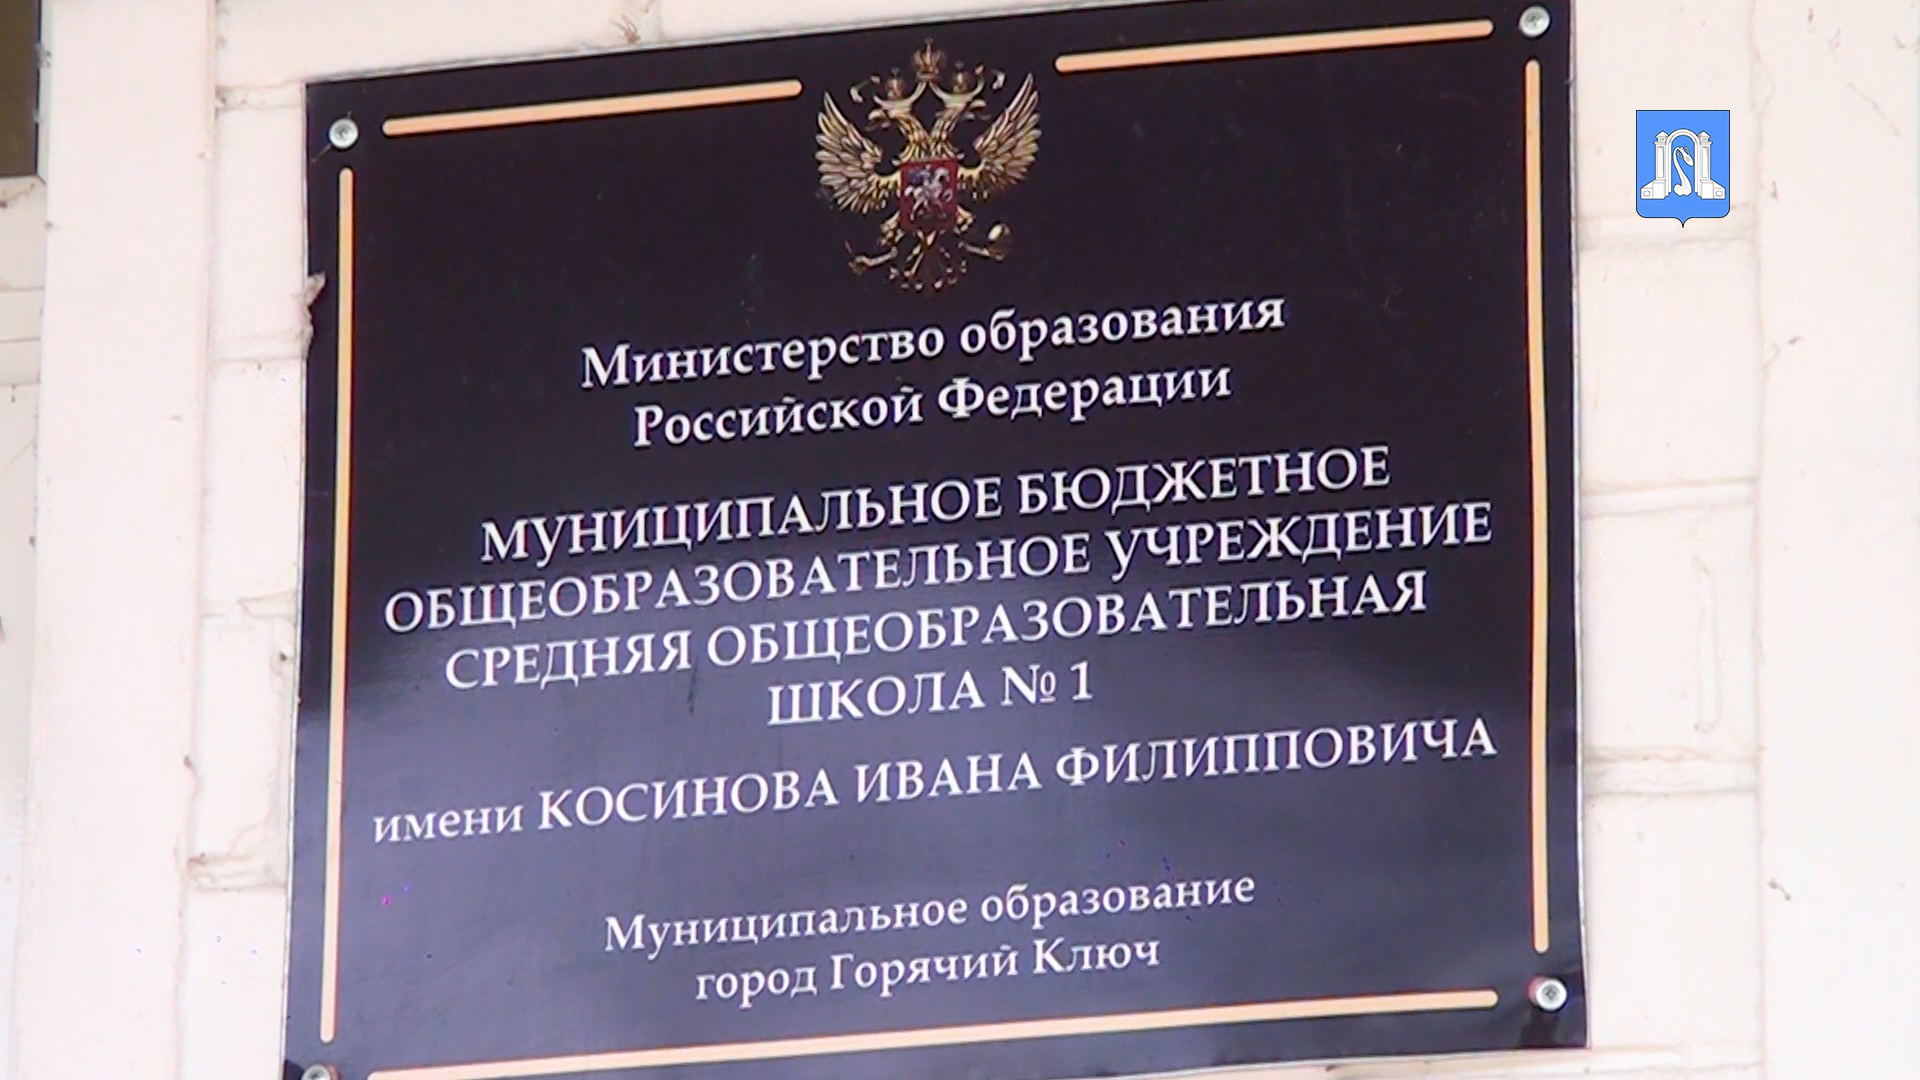 Министерство образования
Российской Федерации
МУНИЦИПАЛЬНОЕ БЮДЖЕТНОЕ
ОБЩЕОБРАЗОВАТЕЛЬНОЕ УЧРЕЖДЕНИЕ
СРЕДНЯЯ ОБЩЕОБРАЗОВАТЕЛЬНАЯ
ШКОЛА № 1
имени КОСИНОВА ИВАНА ФИЛИППОВИЧА
Муниципальное образование
город Горячий Ключ